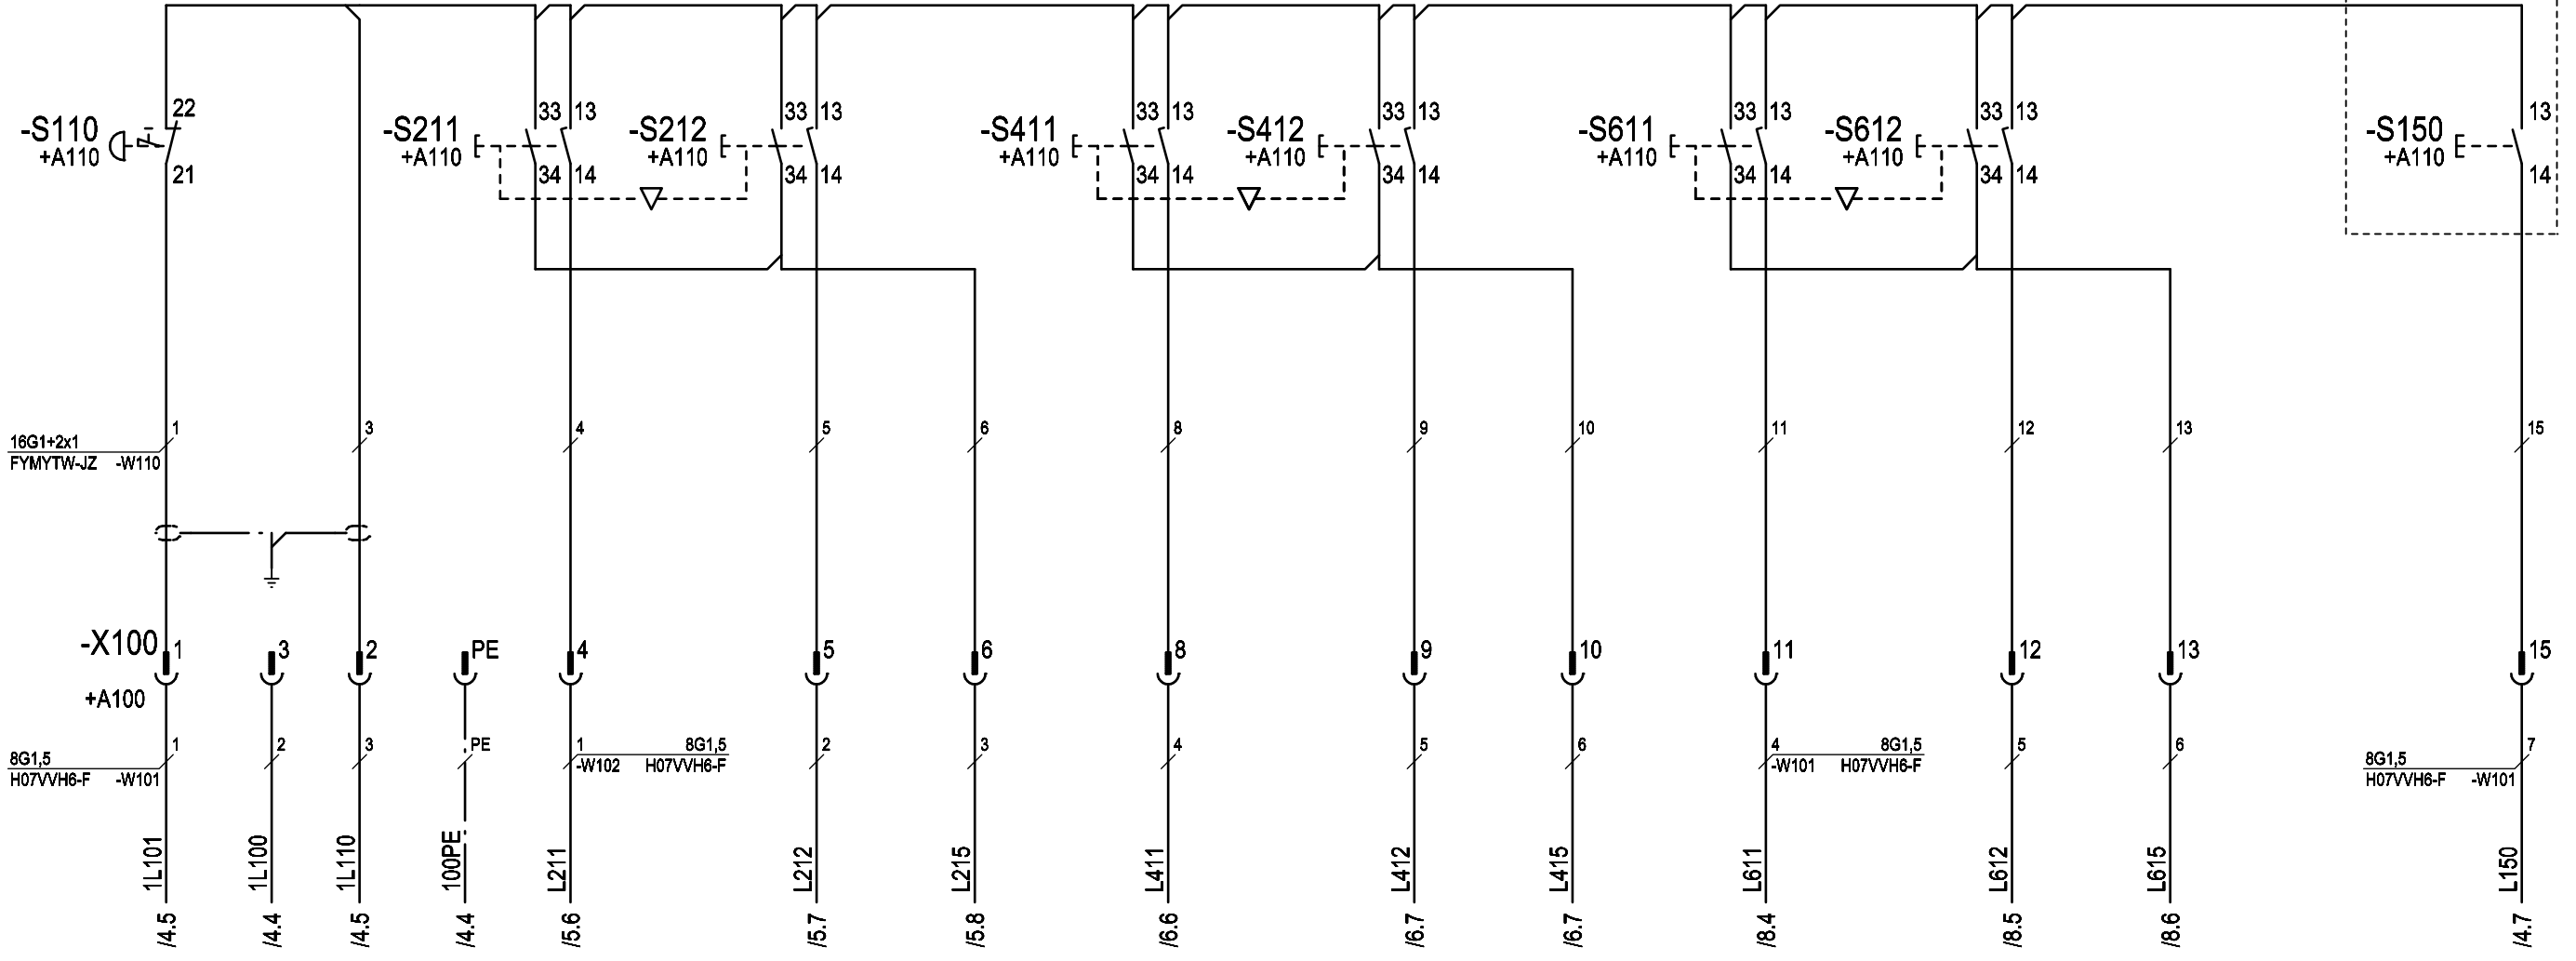 22
33 13
33 13
33 13
33 13
33 13
33 13
13
-S110
-S211
-S212
-S411
-S412
-S611
-S612
-S150
+A110
+A110
+A110
+A110
+A110
+A110
+A110
+A110
21
34 14
34 14
34 14
34 14
34 14
34 14
14
1 3 4 5 6 8 9 10 11 12 13 15
16G1+2x1
FYMYTW-JZ -W110
-X100 1 3 2 PE 4 5 6 8 9 10 11 12 13 15
+A100
1 2 3 PE 1 8G1,5 2 3 4 5 6 4 8G1,5 5 6 7
8G1,5
H07VVH6-F -W101
-W102 H07VVH6-F
-W101 H07VVH6-F
8G1,5
H07VVH6-F -W101
1L101
1L100
1L110
100PE
L211
L212
L215
L411
L412
L415
L611
L612
L615
L150
/4.5
/4.4
/4.5
/4.4
/5.6
/5.7
/5.8
/6.6
/6.7
/6.7
/8.4
/8.5
/8.6
/4.7